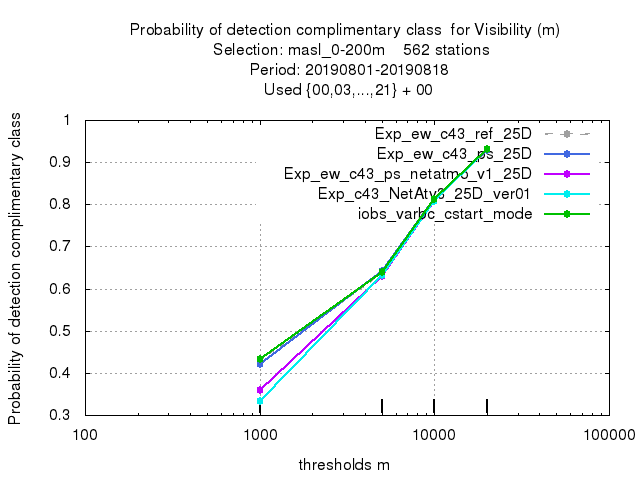 Probability of detection complimentary class  for Visibility (m)
Selection: masl_0-200m    562 stations
Period: 20190801-20190818
Used {00,03,...,21} + 00
Probability of detection complimentary class
1
0.9
0.8
0.7
0.6
0.5
0.4
0.3
Exp_ew_c43_ref_25D
Exp_ew_c43_ps_25D
Exp_ew_c43_ps_netatmo_v1_25D
Exp_c43_NetAtv3_25D_ver01
iobs_varbc_cstart_mode
100
1000
10000
100000
thresholds m